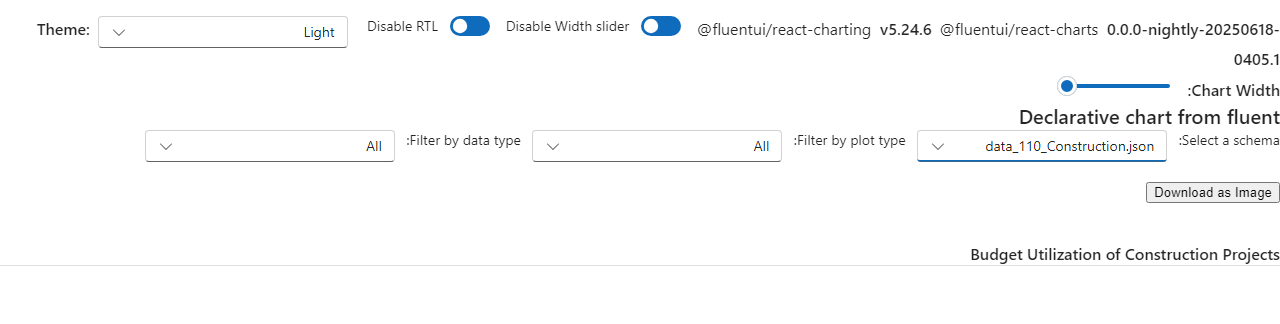 Theme: Light Disable RTL Disable Width slider @fluentui/react-charting v5.24.6 @fluentui/react-charts 0.0.0-nightly-20250618-
0405.1
:Chart Width
Declarative chart from fluent
:Select a schema data_110_Construction.json :Filter by plot type All :Filter by data type All
Download as Image
Budget Utilization of Construction Projects